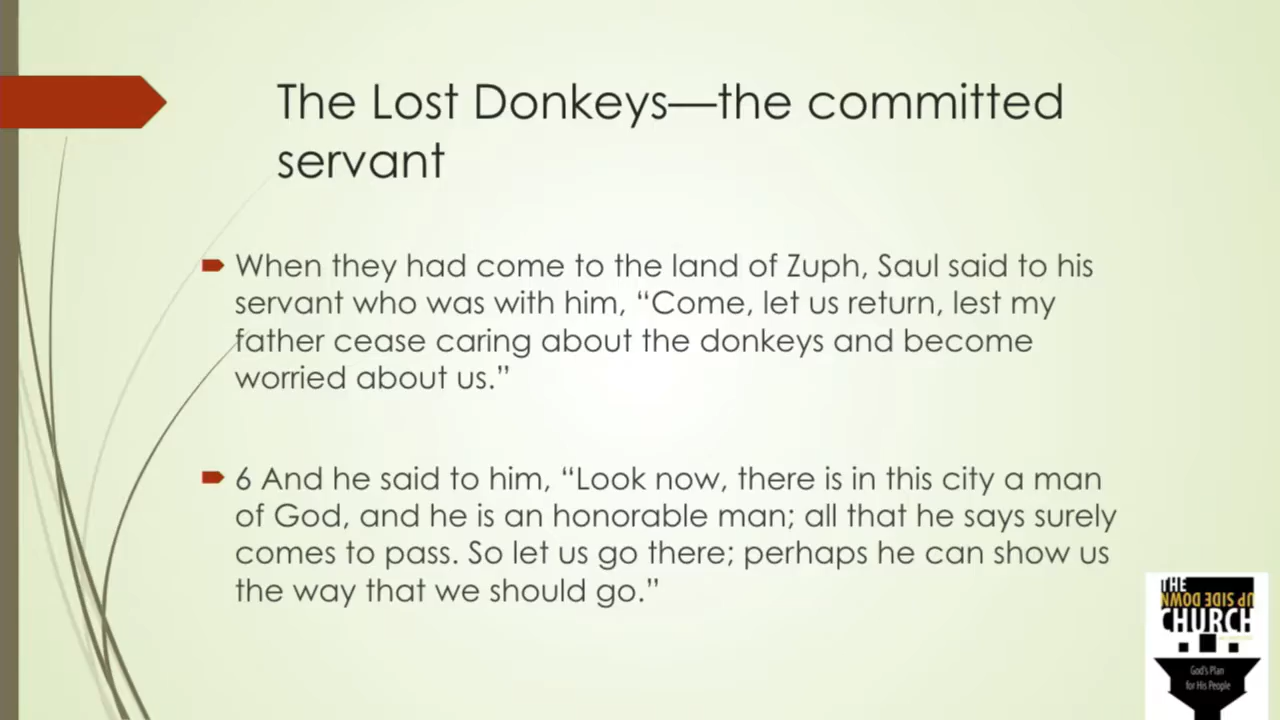 The Lost Donkeys—the committed
servant
When they had come to the land of Zuph, Saul said to his
servant who was with him, “Come, let us return, lest my
father cease caring about the donkeys and become
worried about us.”
6 And he said to him, “Look now, there is in this city a man
of God, and he is an honorable man; all that he says surely
comes to pass. So let us go there; perhaps he can show us
the way that we should go.”
THE
UP SIDE DOWN
CHURCH
God's Plan
for His People